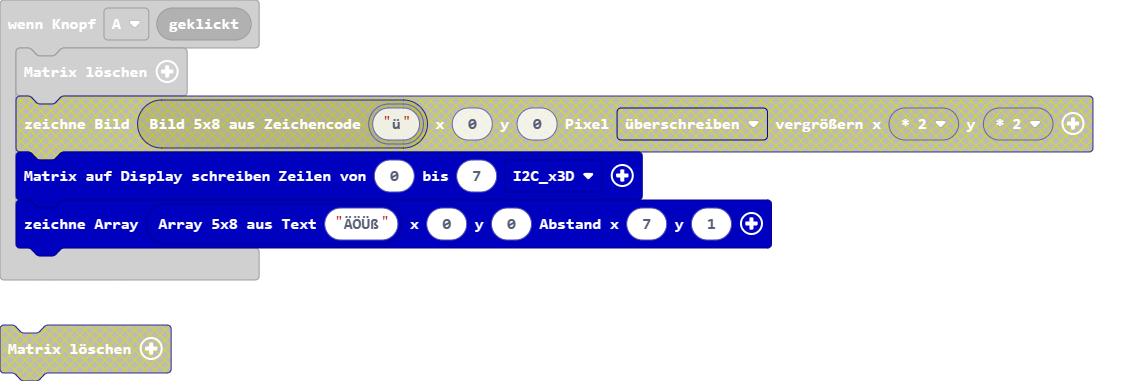 wenn Knopf A geklickt
Matrix löschen
zeichne Bild Bild 5x8 aus Zeichencode "ü" x 0 y 0 Pixel überschreiben vergrößern x * 2 y * 2
Matrix auf Display schreiben Zeilen von 0 bis 7 I2C_x3D
zeichne Array Array 5x8 aus Text "ÄÖÜß" x 0 y 0 Abstand x 7 y 1
Matrix löschen